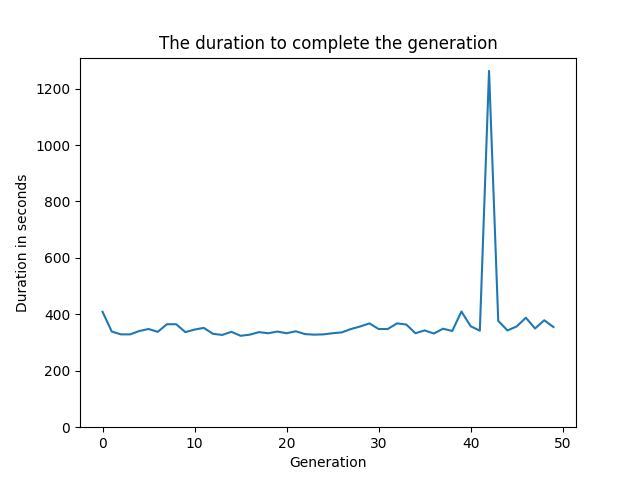 The duration to complete the generation
1200
1000
800
600
400
200
0
Duration in seconds
0 10 20 30 40 50
Generation